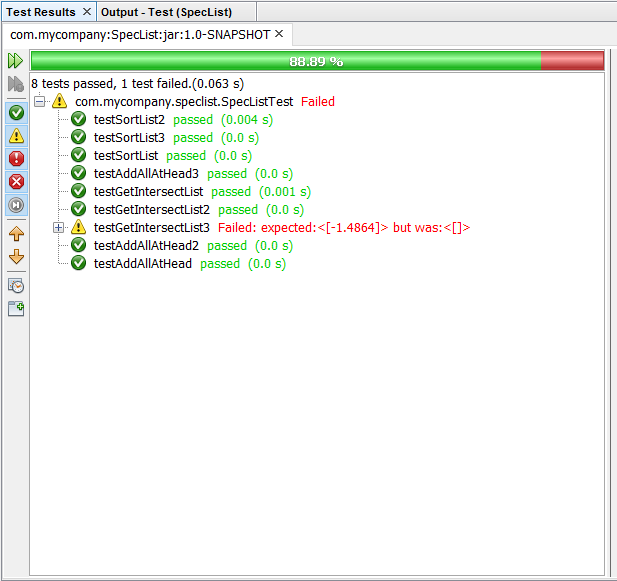 Test Results × Output - Test (SpecList)
com.mycompany:SpecList:jar:1.0-SNAPSHOT ×
88.89 %
8 tests passed, 1 test failed.(0.063 s)
com.mycompany.speclist.SpecListTest Failed
testSortList2 passed (0.004 s)
testSortList3 passed (0.0 s)
testSortList passed (0.0 s)
testAddAllAtHead3 passed (0.0 s)
testGetIntersectList passed (0.001 s)
testGetIntersectList2 passed (0.0 s)
testGetIntersectList3 Failed: expected:<[-1.4864]> but was:<[]>
testAddAllAtHead2 passed (0.0 s)
testAddAllAtHead passed (0.0 s)